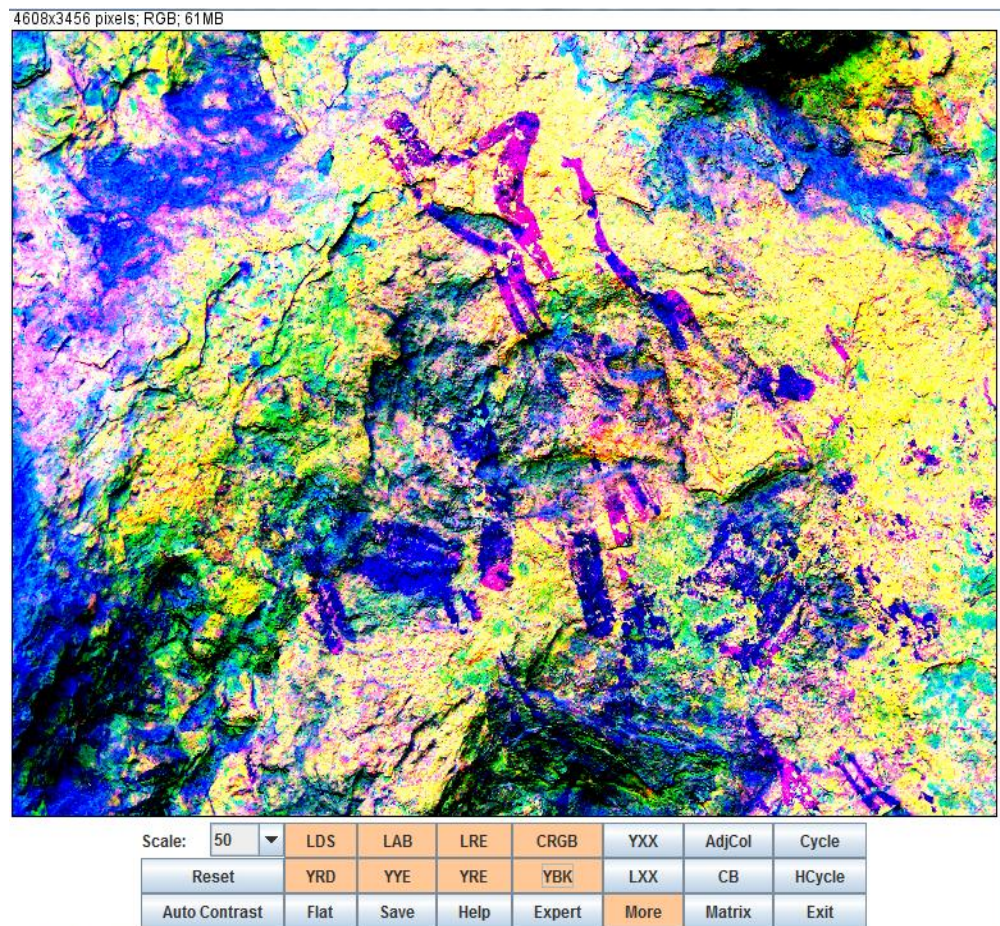 4608x3456 pixels; RGB; 61MB
Scale: 50 LDS LAB LRE CRGB YXX AdjCol Cycle
Reset YRD YYE YRE YBK LXX CB HCycle
Auto Contrast Flat Save Help Expert More Matrix Exit